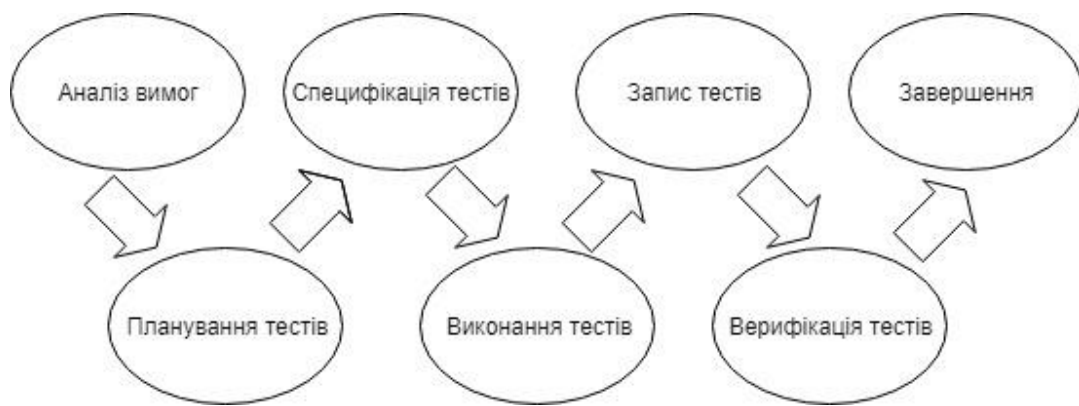 Аналіз вимог
Специфікація тестів
Запис тестів
Завершення
Планування тестів
Виконання тестів
Верифікація тестів